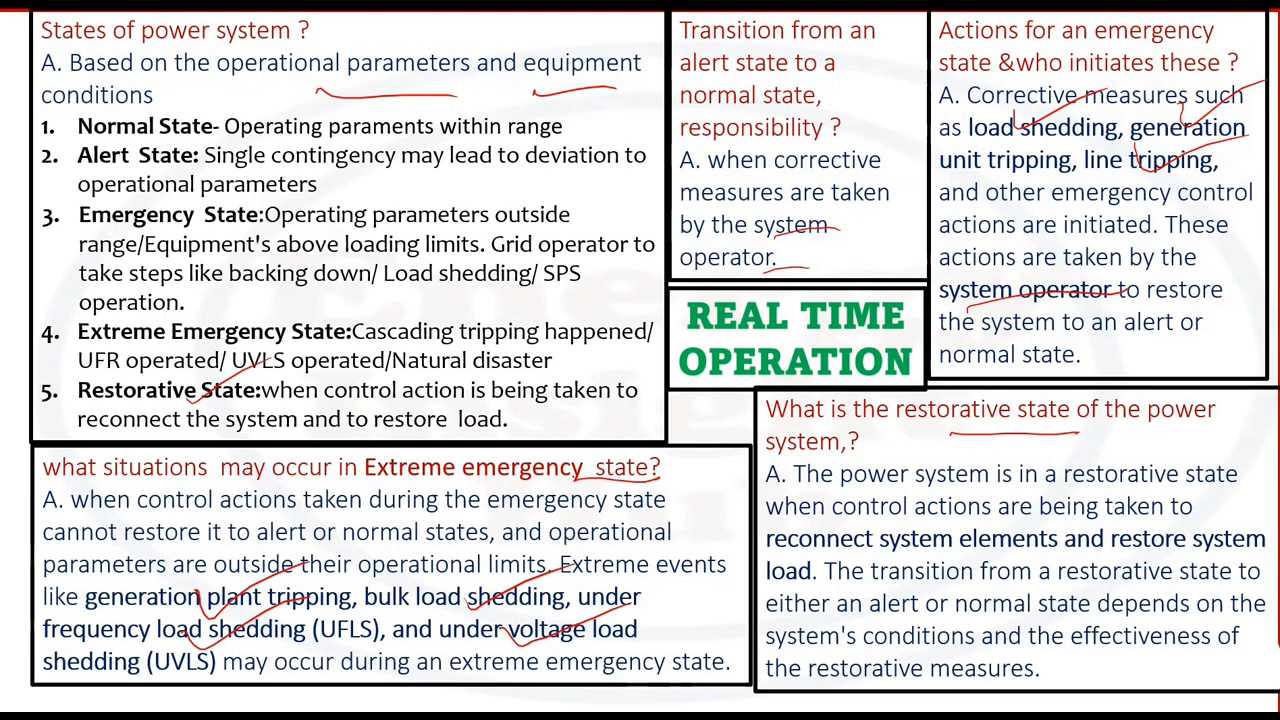 States of power system ?
A. Based on the operational parameters and equipment
conditions
1. Normal State- Operating paraments within range
2. Alert State: Single contingency may lead to deviation to
operational parameters
3. Emergency State:Operating parameters outside
range/Equipment's above loading limits. Grid operator to
take steps like backing down/ Load shedding/ SPS
operation.
4. Extreme Emergency State:Cascading tripping happened/
UFR operated/ UVLS operated/Natural disaster
5. Restorative State:when control action is being taken to
reconnect the system and to restore load.
Transition from an
alert state to a
normal state,
responsibility ?
A. when corrective
measures are taken
by the system
operator.
Actions for an emergency
state &who initiates these ?
A. Corrective measures such
as load shedding, generation
unit tripping, line tripping,
and other emergency control
actions are initiated. These
actions are taken by the
system operator to restore
the system to an alert or
normal state.
REAL TIME
OPERATION
what situations may occur in Extreme emergency state?
A. when control actions taken during the emergency state
cannot restore it to alert or normal states, and operational
parameters are outside their operational limits. Extreme events
like generation plant tripping, bulk load shedding, under
frequency load shedding (UFLS), and under voltage load
shedding (UVLS) may occur during an extreme emergency state.
What is the restorative state of the power
system,?
A. The power system is in a restorative state
when control actions are being taken to
reconnect system elements and restore system
load. The transition from a restorative state to
either an alert or normal state depends on the
system's conditions and the effectiveness of
the restorative measures.